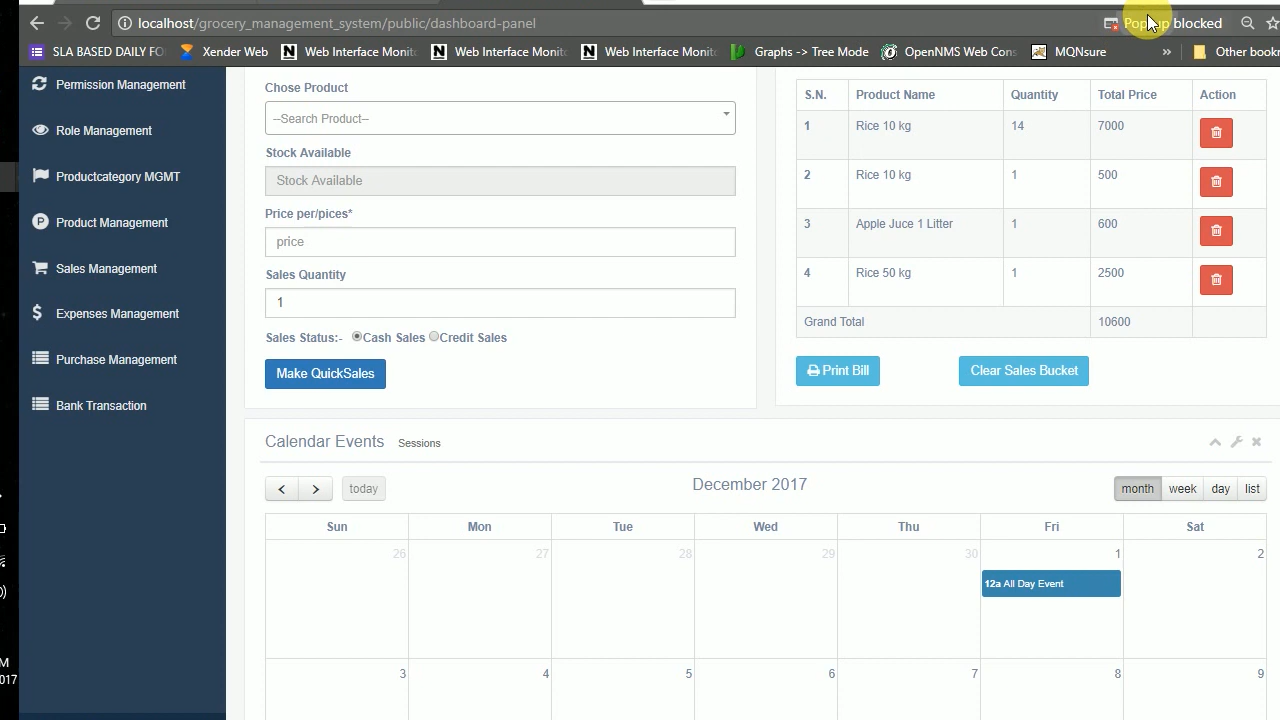 localhost/grocery_management_system/public/dashboard-panel
Pop-up blocked
SLA BASED DAILY FO
Xender Web
Web Interface Monit
Web Interface Monit
Web Interface Monit
Graphs -> Tree Mode
OpenNMS Web Cons
MQNsure
»
Other bookm
Permission Management
Role Management
Productcategory MGMT
Product Management
Sales Management
Expenses Management
Purchase Management
Bank Transaction
Chose Product
--Search Product--
Stock Available
Stock Available
Price per/pices*
price
Sales Quantity
1
Sales Status:- Cash Sales Credit Sales
Make QuickSales
S.N. Product Name Quantity Total Price Action
1 Rice 10 kg 14 7000
2 Rice 10 kg 1 500
3 Apple Juce 1 Litter 1 600
4 Rice 50 kg 1 2500
Grand Total 10600
Print Bill
Clear Sales Bucket
Calendar Events Sessions
today
December 2017
month week day list
Sun Mon Tue Wed Thu Fri Sat
26 27 28 29 30 1 2
12a All Day Event
3 4 5 6 7 8 9
M
017